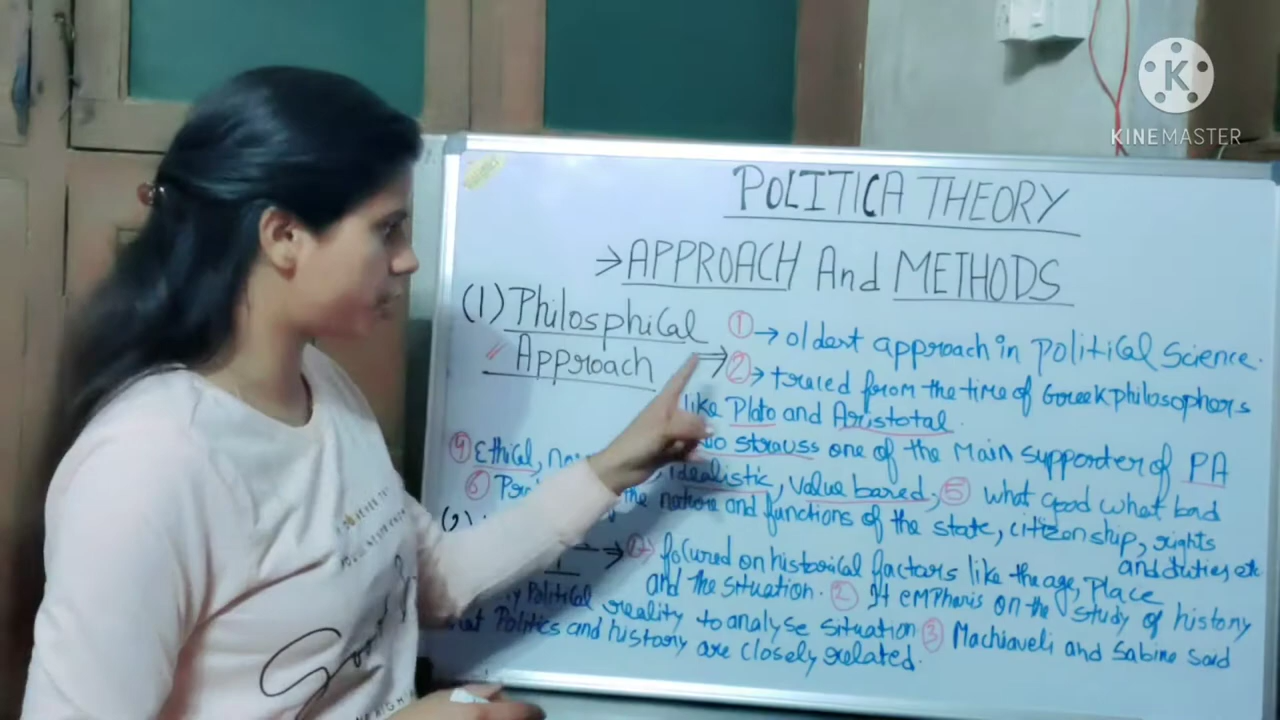 K
KINEMASTER
POLITICA THEORY
→ APPROACH And METHODS
(1) Philosphical
Approach
① → oldest approach in Political Science.
② → traced from the time of Greek philosophers
like Plato and Aristotal.
strauss one of the Main supporter of PA
④ Ethical, idealistic, Value based, ⑤ what good what bad
⑥ the nature and functions of the state, citizenship, rights
and duties, etc
(2)
→ ① → focused on historical factors like the age, Place
and the situation. ② It emphasis on the study of history
Political reality to analyse situation ③ Machiaveli and Sabine said
Politics and history are closely related.